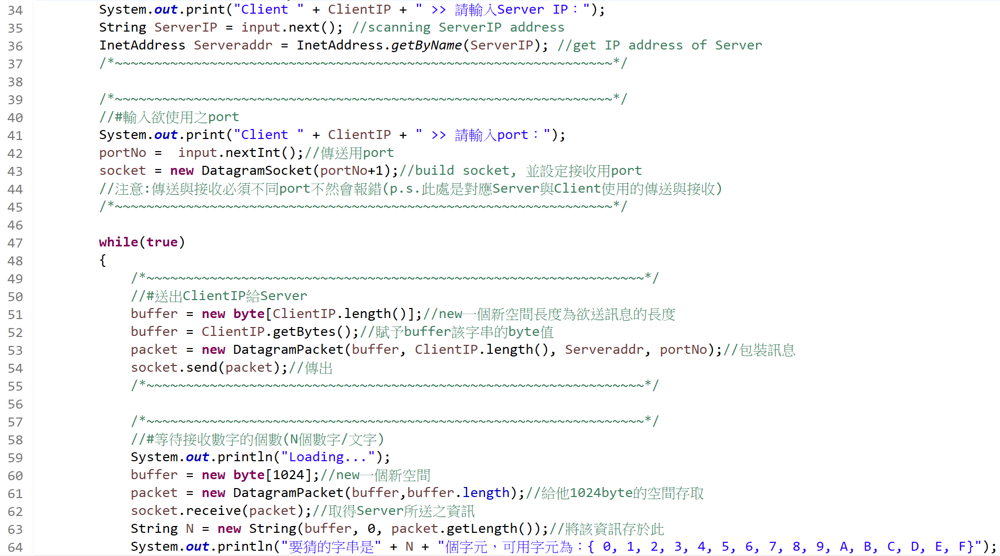 34 System.out.print("Client " + ClientIP + " >> 請輸入Server IP：");
35 String ServerIP = input.next(); //scanning ServerIP address
36 InetAddress Serveraddr = InetAddress.getByName(ServerIP); //get IP address of Server
37 /*~~~~~~~~~~~~~~~~~~~~~~~~~~~~~~~~~~~~~~~~~~~~~~~~~~~~~~~~~~~~~~~*/
38
39 /*~~~~~~~~~~~~~~~~~~~~~~~~~~~~~~~~~~~~~~~~~~~~~~~~~~~~~~~~~~~~~~~*/
40 //#輸入欲使用之port
41 System.out.print("Client " + ClientIP + " >> 請輸入port：");
42 portNo =  input.nextInt();//傳送用port
43 socket = new DatagramSocket(portNo+1);//build socket, 並設定接收用port
44 //注意:傳送與接收必須不同port不然會報錯(p.s.此處是對應Server與Client使用的傳送與接收)
45 /*~~~~~~~~~~~~~~~~~~~~~~~~~~~~~~~~~~~~~~~~~~~~~~~~~~~~~~~~~~~~~~~*/
46
47 while(true)
48 {
49 /*~~~~~~~~~~~~~~~~~~~~~~~~~~~~~~~~~~~~~~~~~~~~~~~~~~~~~~~~~~~~~~~*/
50 //#送出ClientIP給Server
51 buffer = new byte[ClientIP.length()];//new一個新空間長度為欲送訊息的長度
52 buffer = ClientIP.getBytes();//賦予buffer該字串的byte值
53 packet = new DatagramPacket(buffer, ClientIP.length(), Serveraddr, portNo);//包裝訊息
54 socket.send(packet);//傳出
55 /*~~~~~~~~~~~~~~~~~~~~~~~~~~~~~~~~~~~~~~~~~~~~~~~~~~~~~~~~~~~~~~~*/
56
57 /*~~~~~~~~~~~~~~~~~~~~~~~~~~~~~~~~~~~~~~~~~~~~~~~~~~~~~~~~~~~~~~~*/
58 //#等待接收數字的個數(N個數字/文字)
59 System.out.println("Loading...");
60 buffer = new byte[1024];//new一個新空間
61 packet = new DatagramPacket(buffer,buffer.length);//給他1024byte的空間存取
62 socket.receive(packet);//取得Server所送之資訊
63 String N = new String(buffer, 0, packet.getLength());//將該資訊存於此
64 System.out.println("要猜的字串是" + N + "個字元，可用字元為：{ 0, 1, 2, 3, 4, 5, 6, 7, 8, 9, A, B, C, D, E, F}");